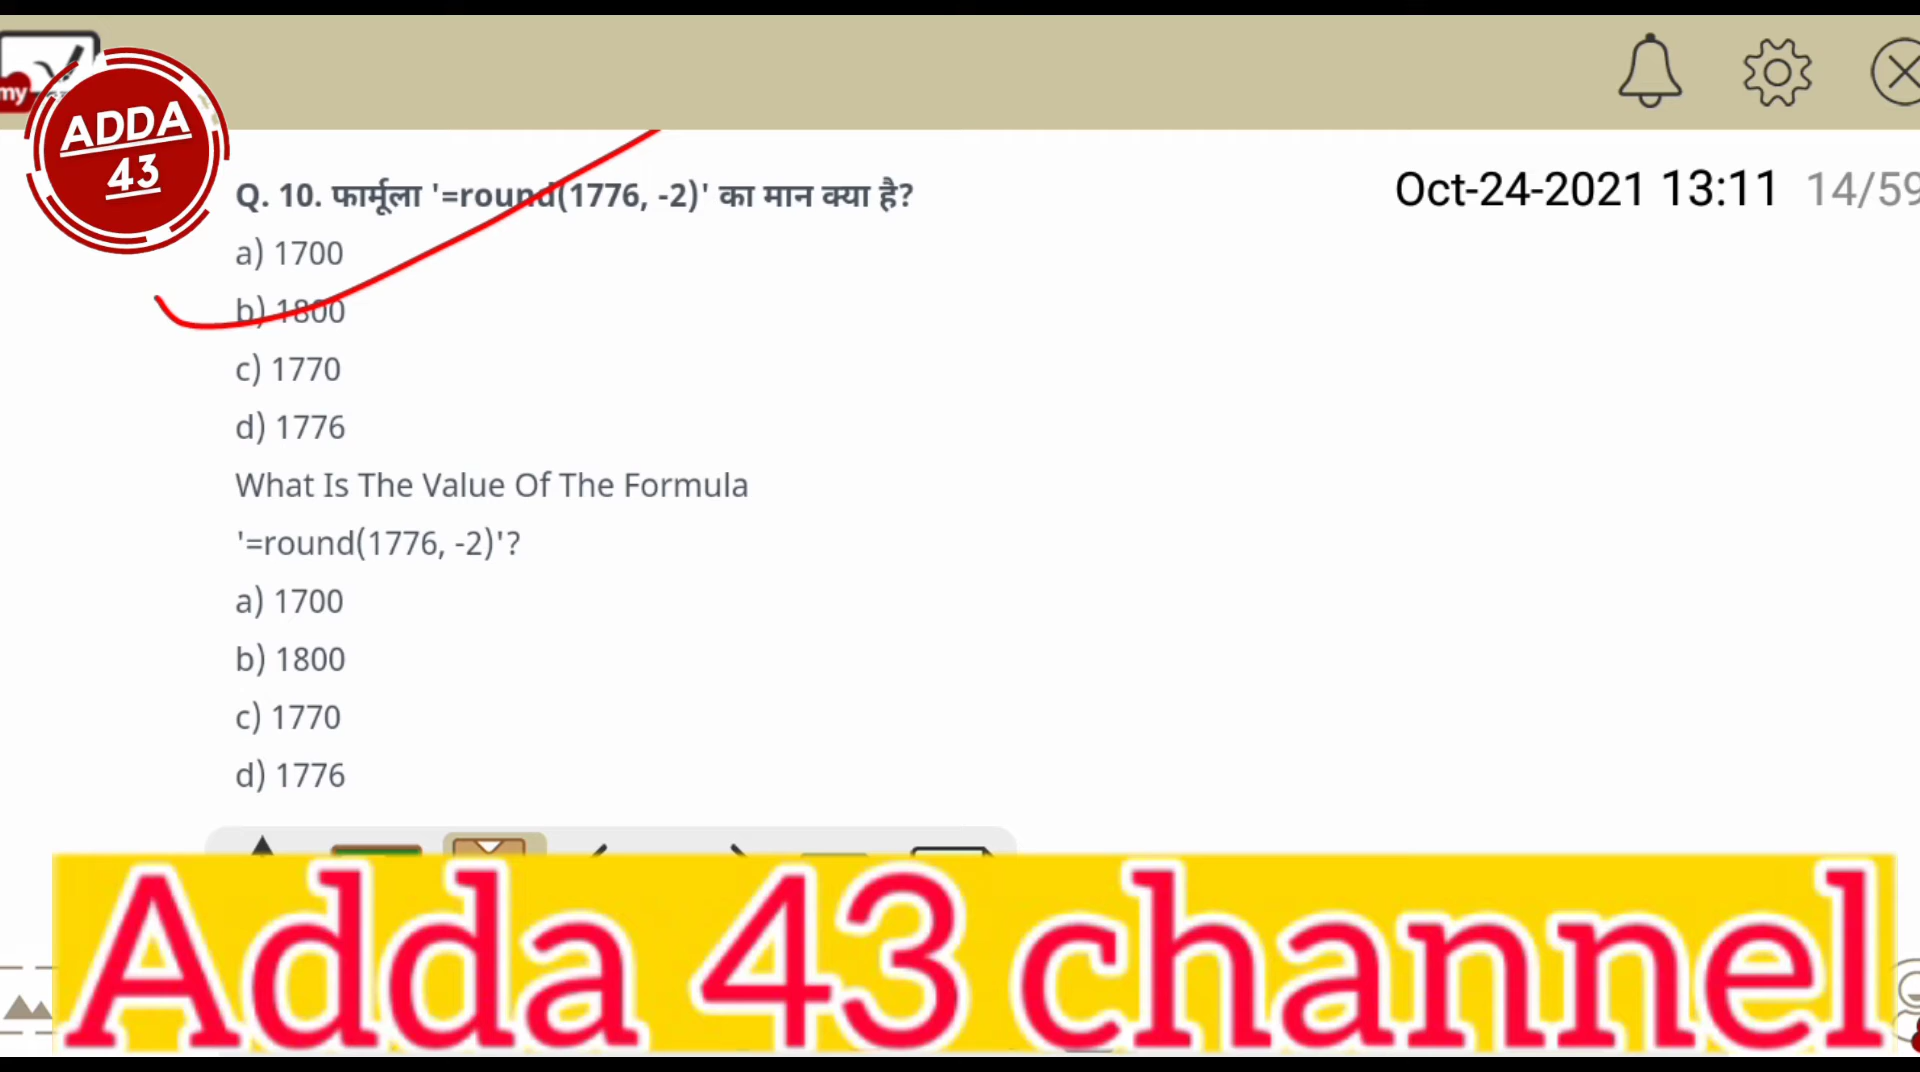 my
ADDA
43
Q. 10. फार्मूला '=round(1776, -2)' का मान क्या है?
Oct-24-2021 13:11 14/59
a) 1700
b) 1800
c) 1770
d) 1776
What Is The Value Of The Formula
'=round(1776, -2)'?
a) 1700
b) 1800
c) 1770
d) 1776
Adda 43 channel